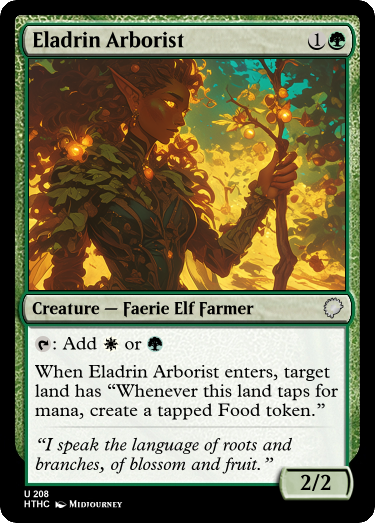 Eladrin Arborist 1
Creature — Faerie Elf Farmer
: Add or
When Eladrin Arborist enters, target
land has “Whenever this land taps for
mana, create a tapped Food token.”
“I speak the language of roots and
branches, of blossom and fruit.”
2/2
U 208
HTHC Midjourney